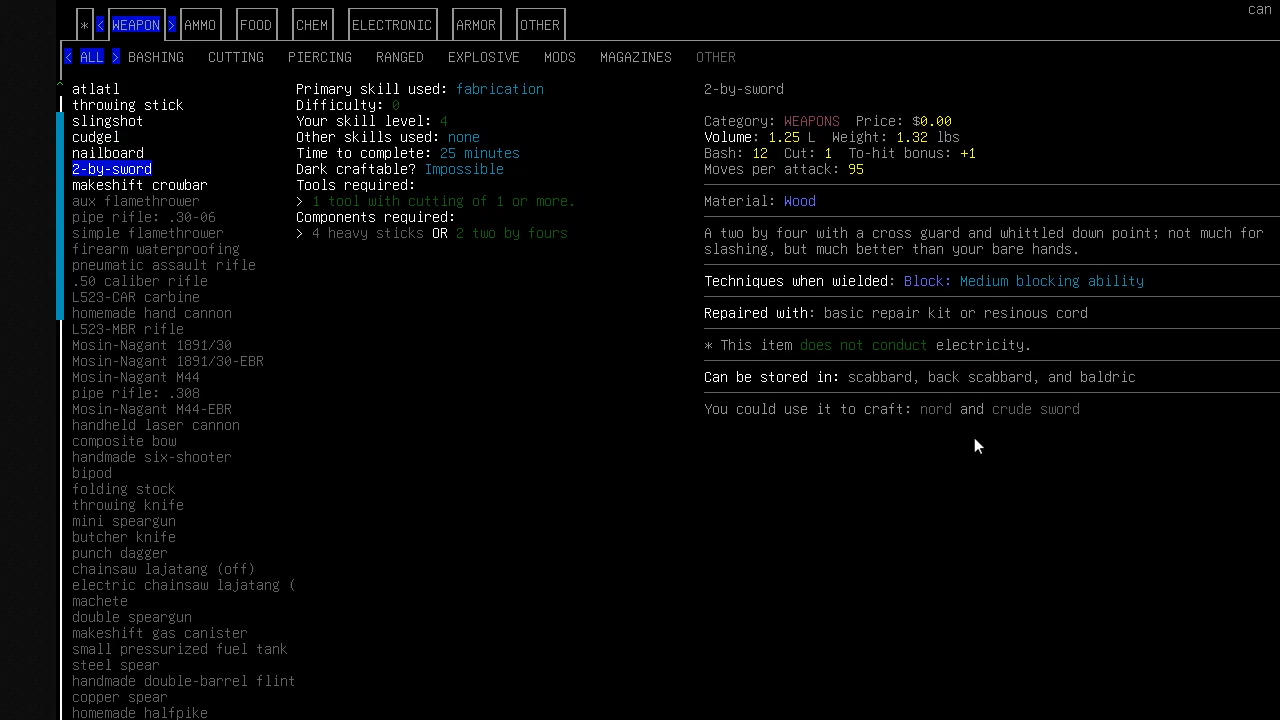 can
* < WEAPON > AMMO FOOD CHEM ELECTRONIC ARMOR OTHER
< ALL > BASHING CUTTING PIERCING RANGED EXPLOSIVE MODS MAGAZINES OTHER
^ atlatl
throwing stick
slingshot
cudgel
nailboard
2-by-sword
makeshift crowbar
aux flamethrower
pipe rifle: .30-06
simple flamethrower
firearm waterproofing
pneumatic assault rifle
.50 caliber rifle
L523-CAR carbine
homemade hand cannon
L523-MBR rifle
Mosin-Nagant 1891/30
Mosin-Nagant 1891/30-EBR
Mosin-Nagant M44
pipe rifle: .308
Mosin-Nagant M44-EBR
handheld laser cannon
composite bow
handmade six-shooter
bipod
folding stock
throwing knife
mini speargun
butcher knife
punch dagger
chainsaw lajatang (off)
electric chainsaw lajatang (
machete
double speargun
makeshift gas canister
small pressurized fuel tank
steel spear
handmade double-barrel flint
copper spear
homemade halfpike
Primary skill used: fabrication
Difficulty: 0
Your skill level: 4
Other skills used: none
Time to complete: 25 minutes
Dark craftable? Impossible
Tools required:
> 1 tool with cutting of 1 or more.
Components required:
> 4 heavy sticks OR 2 two by fours
2-by-sword
Category: WEAPONS Price: $0.00
Volume: 1.25 L Weight: 1.32 lbs
Bash: 12 Cut: 1 To-hit bonus: +1
Moves per attack: 95
Material: Wood
A two by four with a cross guard and whittled down point; not much for
slashing, but much better than your bare hands.
Techniques when wielded: Block: Medium blocking ability
Repaired with: basic repair kit or resinous cord
* This item does not conduct electricity.
Can be stored in: scabbard, back scabbard, and baldric
You could use it to craft: nord and crude sword